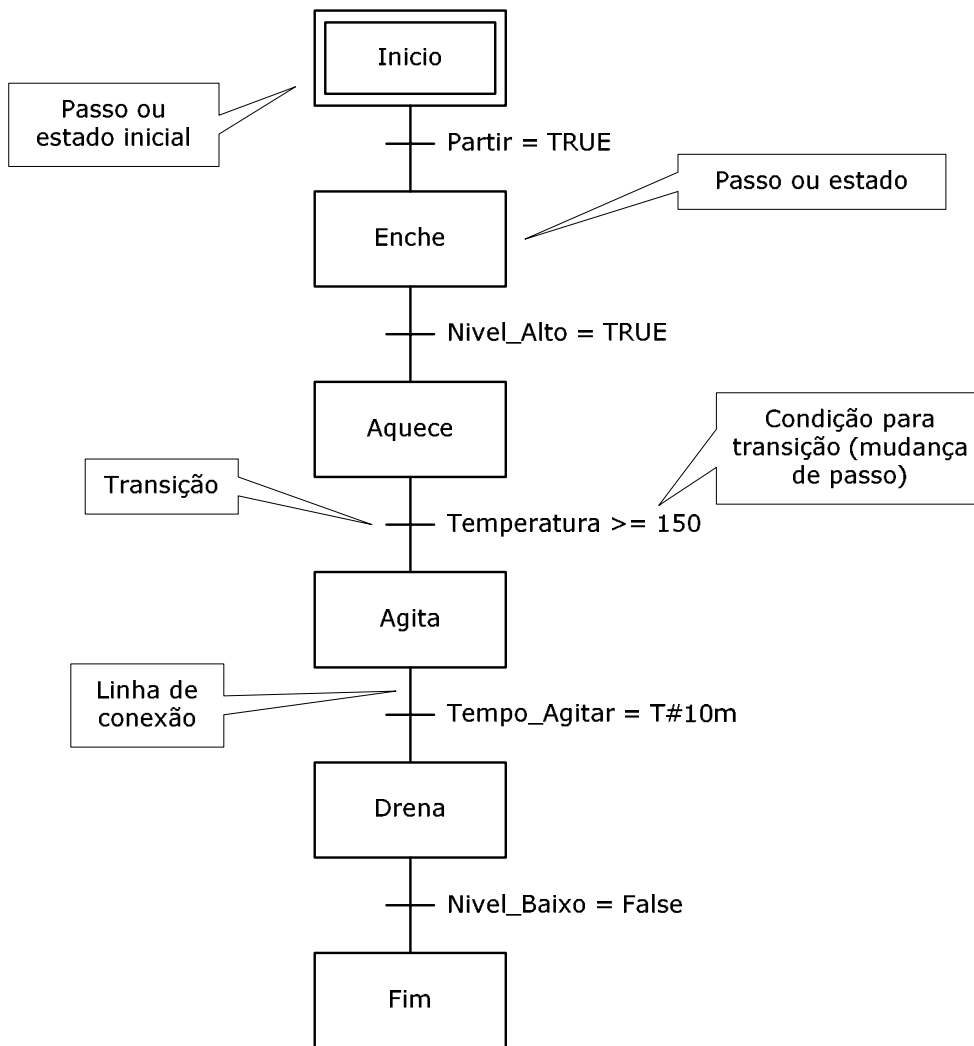 Inicio
Passo ou
estado inicial
Partir = TRUE
Passo ou estado
Enche
Nivel_Alto = TRUE
Aquece
Condição para
transição (mudança
de passo)
Transição
Temperatura >= 150
Agita
Linha de
conexão
Tempo_Agitar = T#10m
Drena
Nivel_Baixo = False
Fim